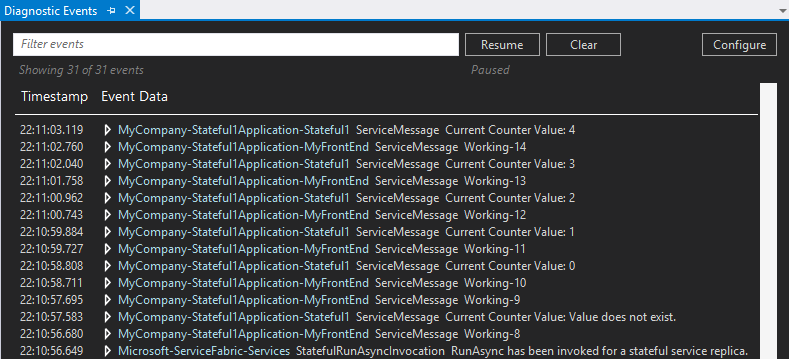 Diagnostic Events
Filter events
Resume
Clear
Configure
Showing 31 of 31 events
Paused
Timestamp Event Data
22:11:03.119 MyCompany-Stateful1Application-Stateful1 ServiceMessage Current Counter Value: 4
22:11:02.760 MyCompany-Stateful1Application-MyFrontEnd ServiceMessage Working-14
22:11:02.040 MyCompany-Stateful1Application-Stateful1 ServiceMessage Current Counter Value: 3
22:11:01.758 MyCompany-Stateful1Application-MyFrontEnd ServiceMessage Working-13
22:11:00.962 MyCompany-Stateful1Application-Stateful1 ServiceMessage Current Counter Value: 2
22:11:00.743 MyCompany-Stateful1Application-MyFrontEnd ServiceMessage Working-12
22:10:59.884 MyCompany-Stateful1Application-Stateful1 ServiceMessage Current Counter Value: 1
22:10:59.727 MyCompany-Stateful1Application-MyFrontEnd ServiceMessage Working-11
22:10:58.808 MyCompany-Stateful1Application-Stateful1 ServiceMessage Current Counter Value: 0
22:10:58.711 MyCompany-Stateful1Application-MyFrontEnd ServiceMessage Working-10
22:10:57.695 MyCompany-Stateful1Application-MyFrontEnd ServiceMessage Working-9
22:10:57.583 MyCompany-Stateful1Application-Stateful1 ServiceMessage Current Counter Value: Value does not exist.
22:10:56.680 MyCompany-Stateful1Application-MyFrontEnd ServiceMessage Working-8
22:10:56.649 Microsoft-ServiceFabric-Services StatefulRunAsyncInvocation RunAsync has been invoked for a stateful service replica.